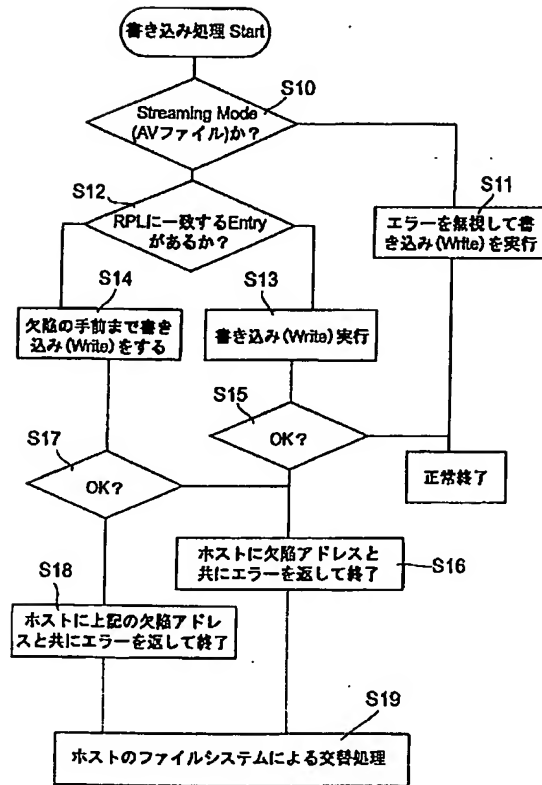 書き込み処理 Start
S10
Streaming Mode
(AVファイル)か？
S12
RPLに一致するEntry
があるか？
S11
エラーを無視して書
き込み(Write)を実行
S14
欠陥の手前まで書き
込み(Write)をする
S13
書き込み(Write)実行
S15
OK？
S17
OK？
正常終了
ホストに欠陥アドレスと
共にエラーを返して終了
S16
S18
ホストに上記の欠陥アドレ
スと共にエラーを返して終了
S19
ホストのファイルシステムによる交替処理